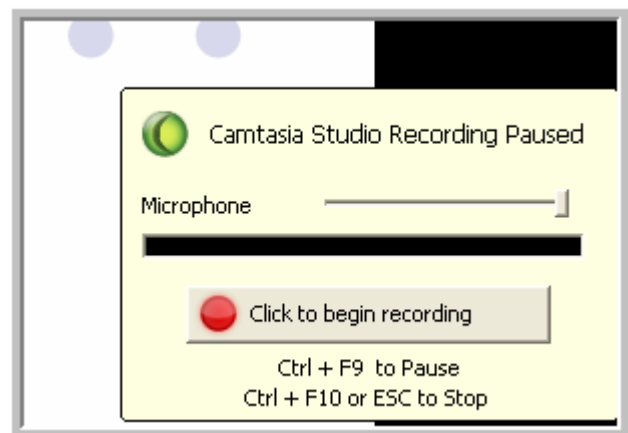 Camtasia Studio Recording Paused
Microphone
Click to begin recording
Ctrl + F9 to Pause
Ctrl + F10 or ESC to Stop